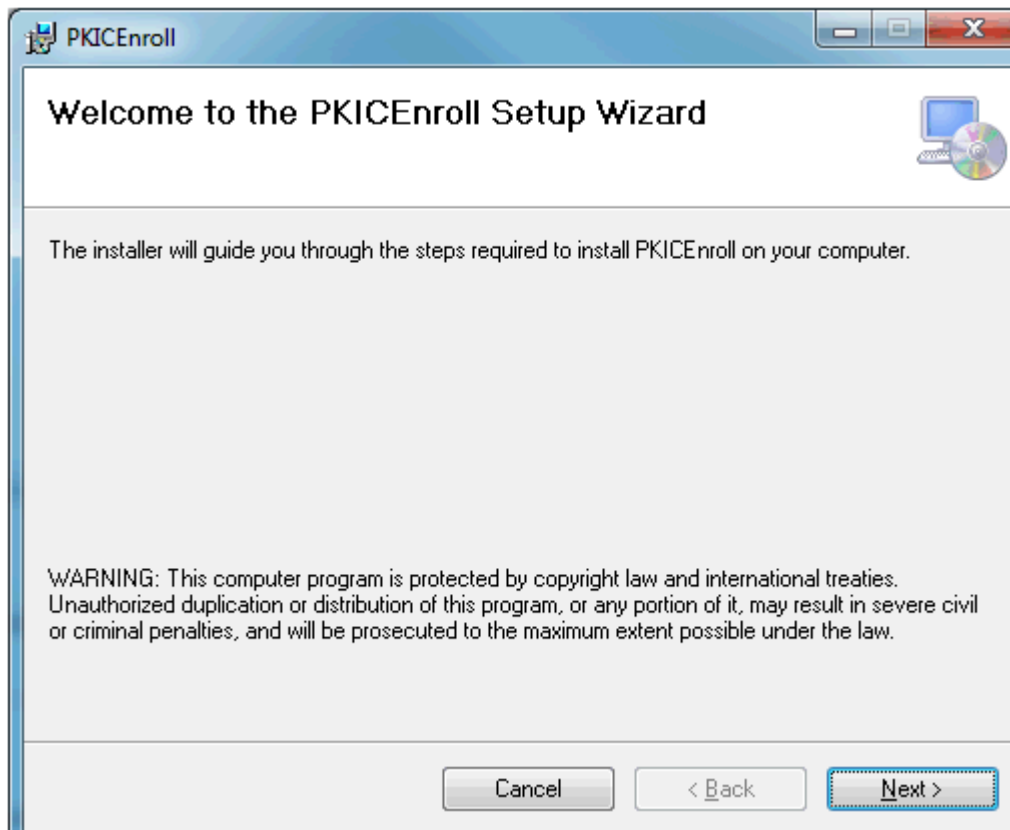 PKICEnroll
Welcome to the PKICEnroll Setup Wizard
The installer will guide you through the steps required to install PKICEnroll on your computer.
WARNING: This computer program is protected by copyright law and international treaties.
Unauthorized duplication or distribution of this program, or any portion of it, may result in severe civil
or criminal penalties, and will be prosecuted to the maximum extent possible under the law.
Cancel < Back Next >